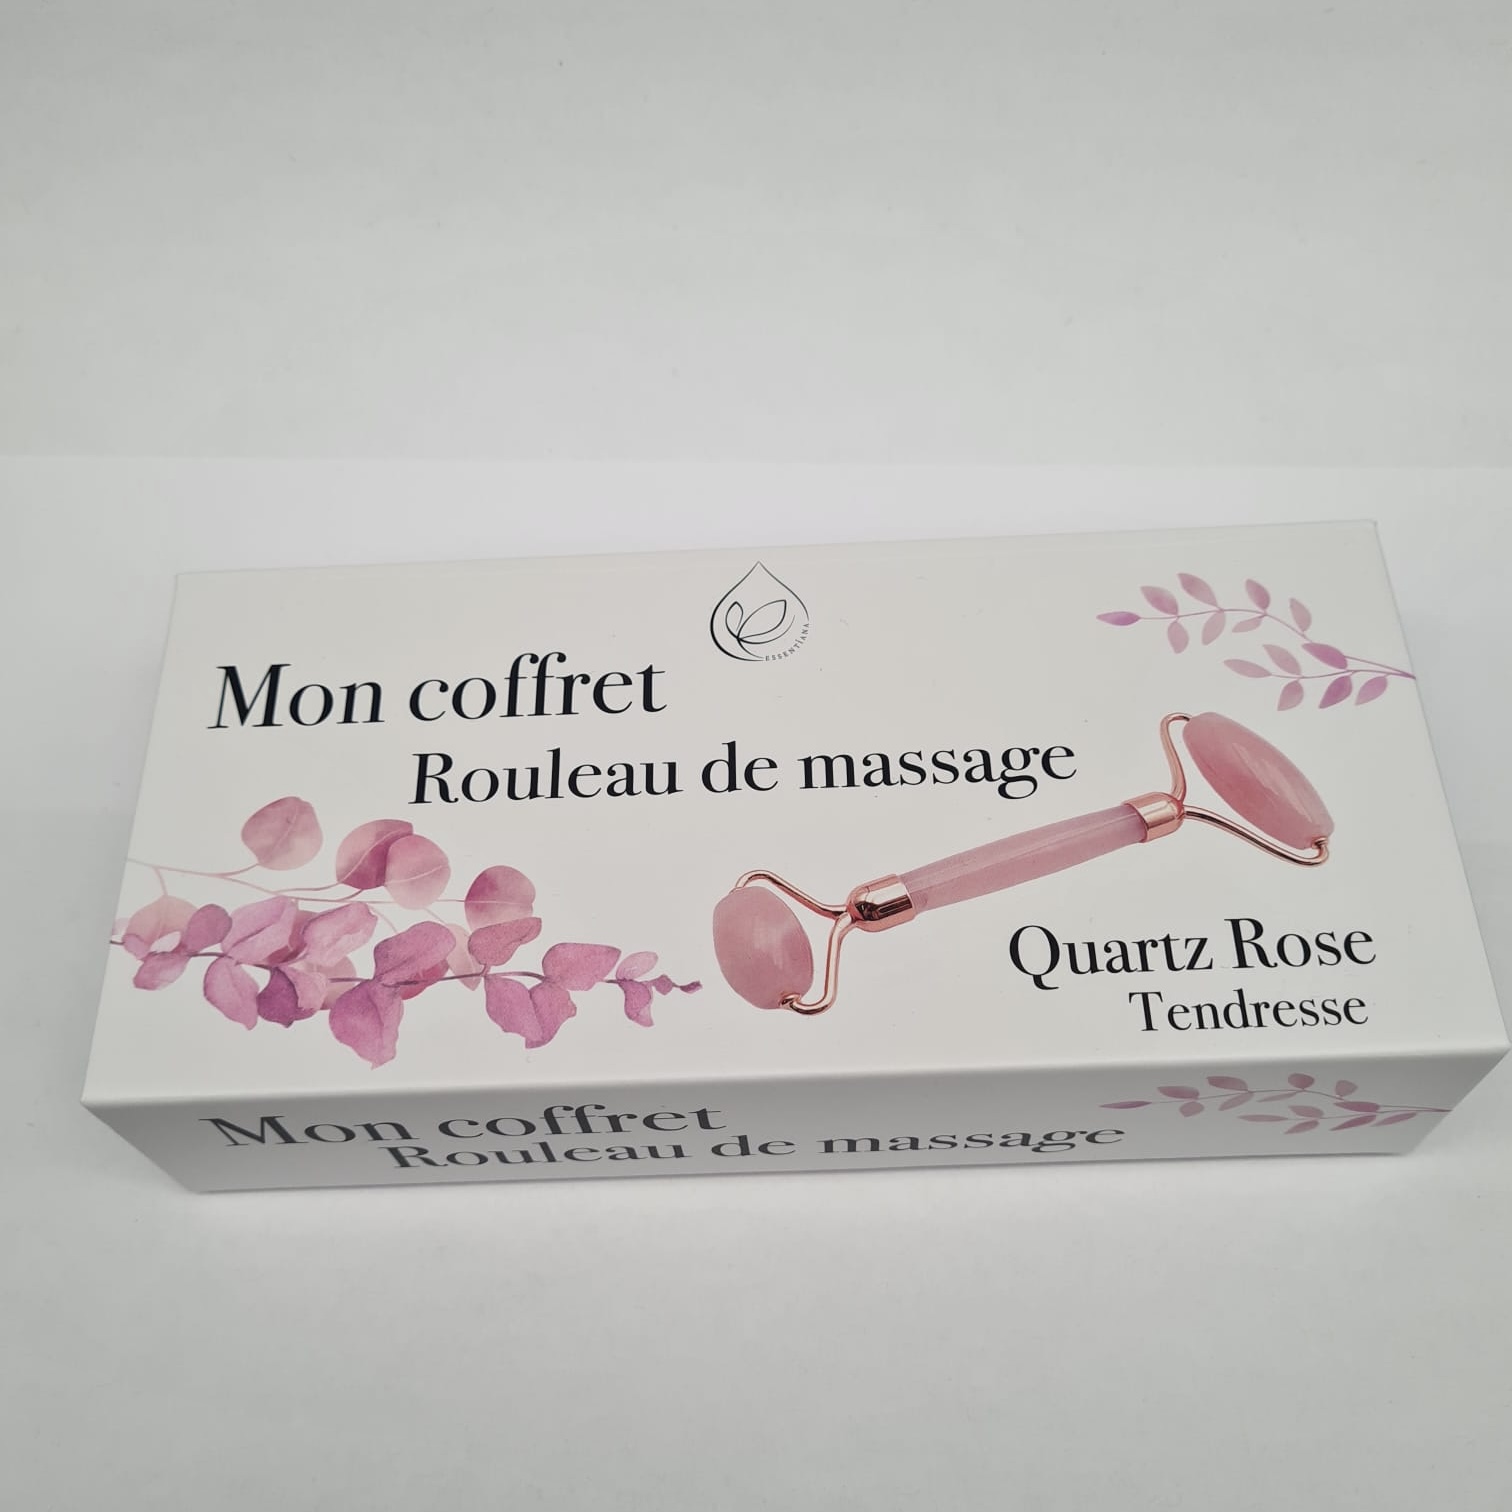 ESSENTIANA
Mon coffret
Rouleau de massage
Quartz Rose
Tendresse
Mon coffret
Rouleau de massage